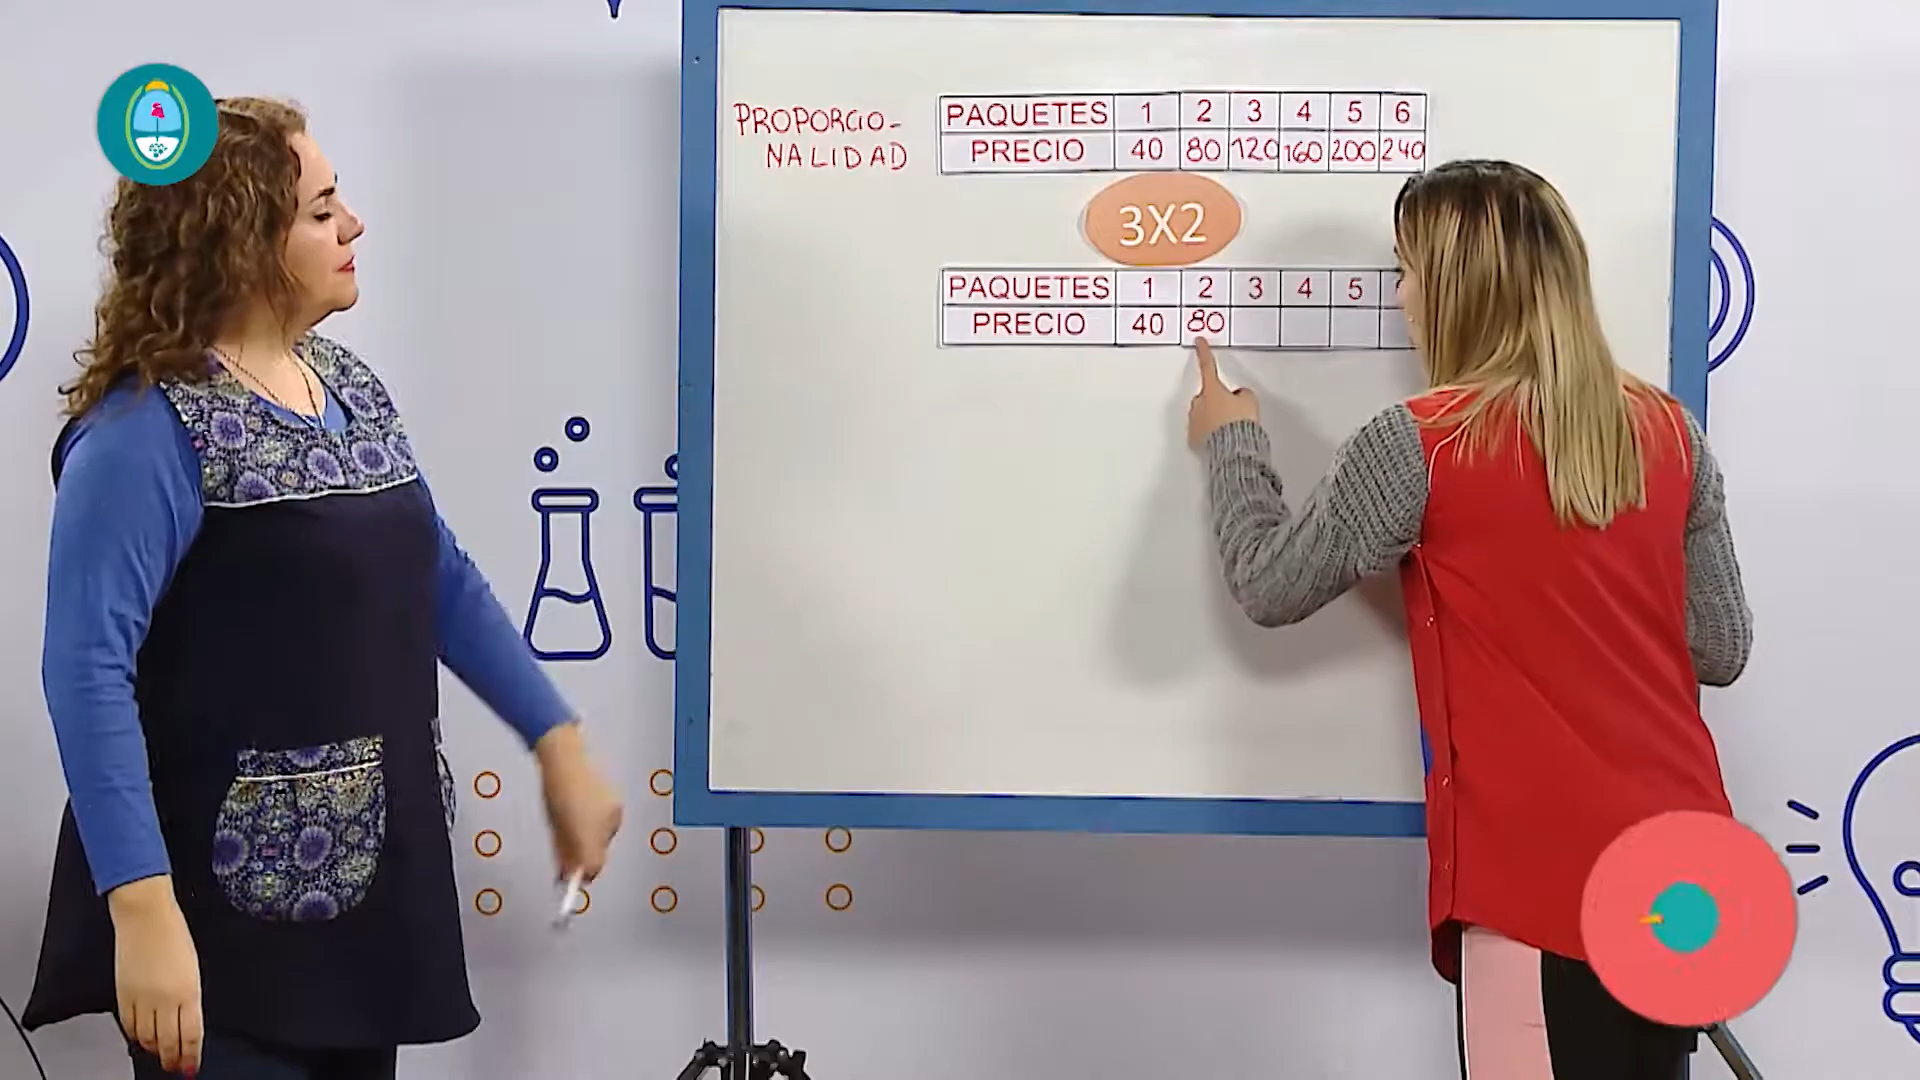 PROPORCIO-
NALIDAD
PAQUETES 1 2 3 4 5 6
PRECIO 40 80 120 160 200 240
3X2
PAQUETES 1 2 3 4 5
PRECIO 40 80